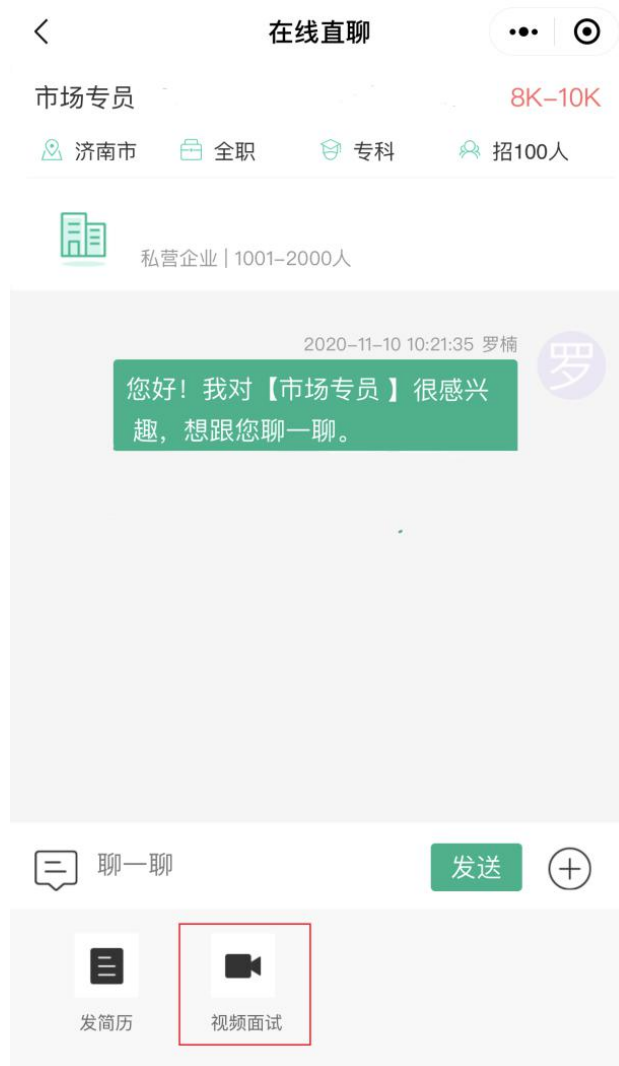 在线直聊
市场专员 8K-10K
济南市 全职 专科 招100人
私营企业 | 1001-2000人
2020-11-10 10:21:35 罗楠
罗
您好！我对【市场专员 】很感兴
趣，想跟您聊一聊。
聊一聊 发送
发简历 视频面试